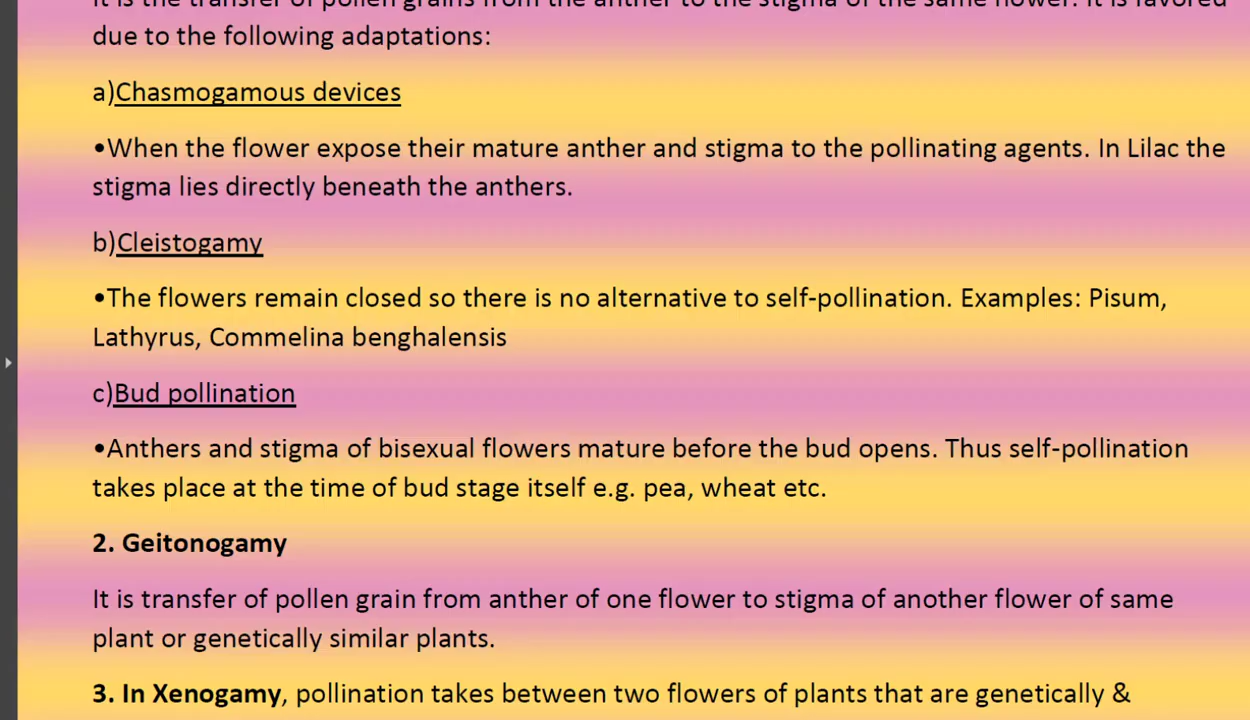 It is the transfer of pollen grains from the anther to the stigma of the same flower. It is favored
due to the following adaptations:
a)Chasmogamous devices
•When the flower expose their mature anther and stigma to the pollinating agents. In Lilac the
stigma lies directly beneath the anthers.
b)Cleistogamy
•The flowers remain closed so there is no alternative to self-pollination. Examples: Pisum,
Lathyrus, Commelina benghalensis
c)Bud pollination
•Anthers and stigma of bisexual flowers mature before the bud opens. Thus self-pollination
takes place at the time of bud stage itself e.g. pea, wheat etc.
2. Geitonogamy
It is transfer of pollen grain from anther of one flower to stigma of another flower of same
plant or genetically similar plants.
3. In Xenogamy, pollination takes between two flowers of plants that are genetically &